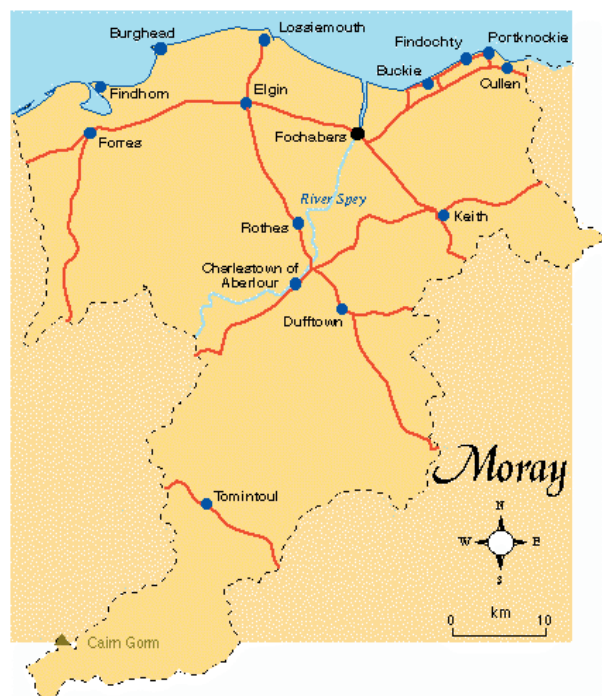 Lossiemouth
Burghead
Portknockie
Findochty
Buckie
Cullen
Findhorn
Elgin
Forres
Fochabers
River Spey
Keith
Rothes
Charlestown of
Aberlour
Dufftown
Moray
Tomintoul
N
W E
S
km
0 10
Cairn Gorm